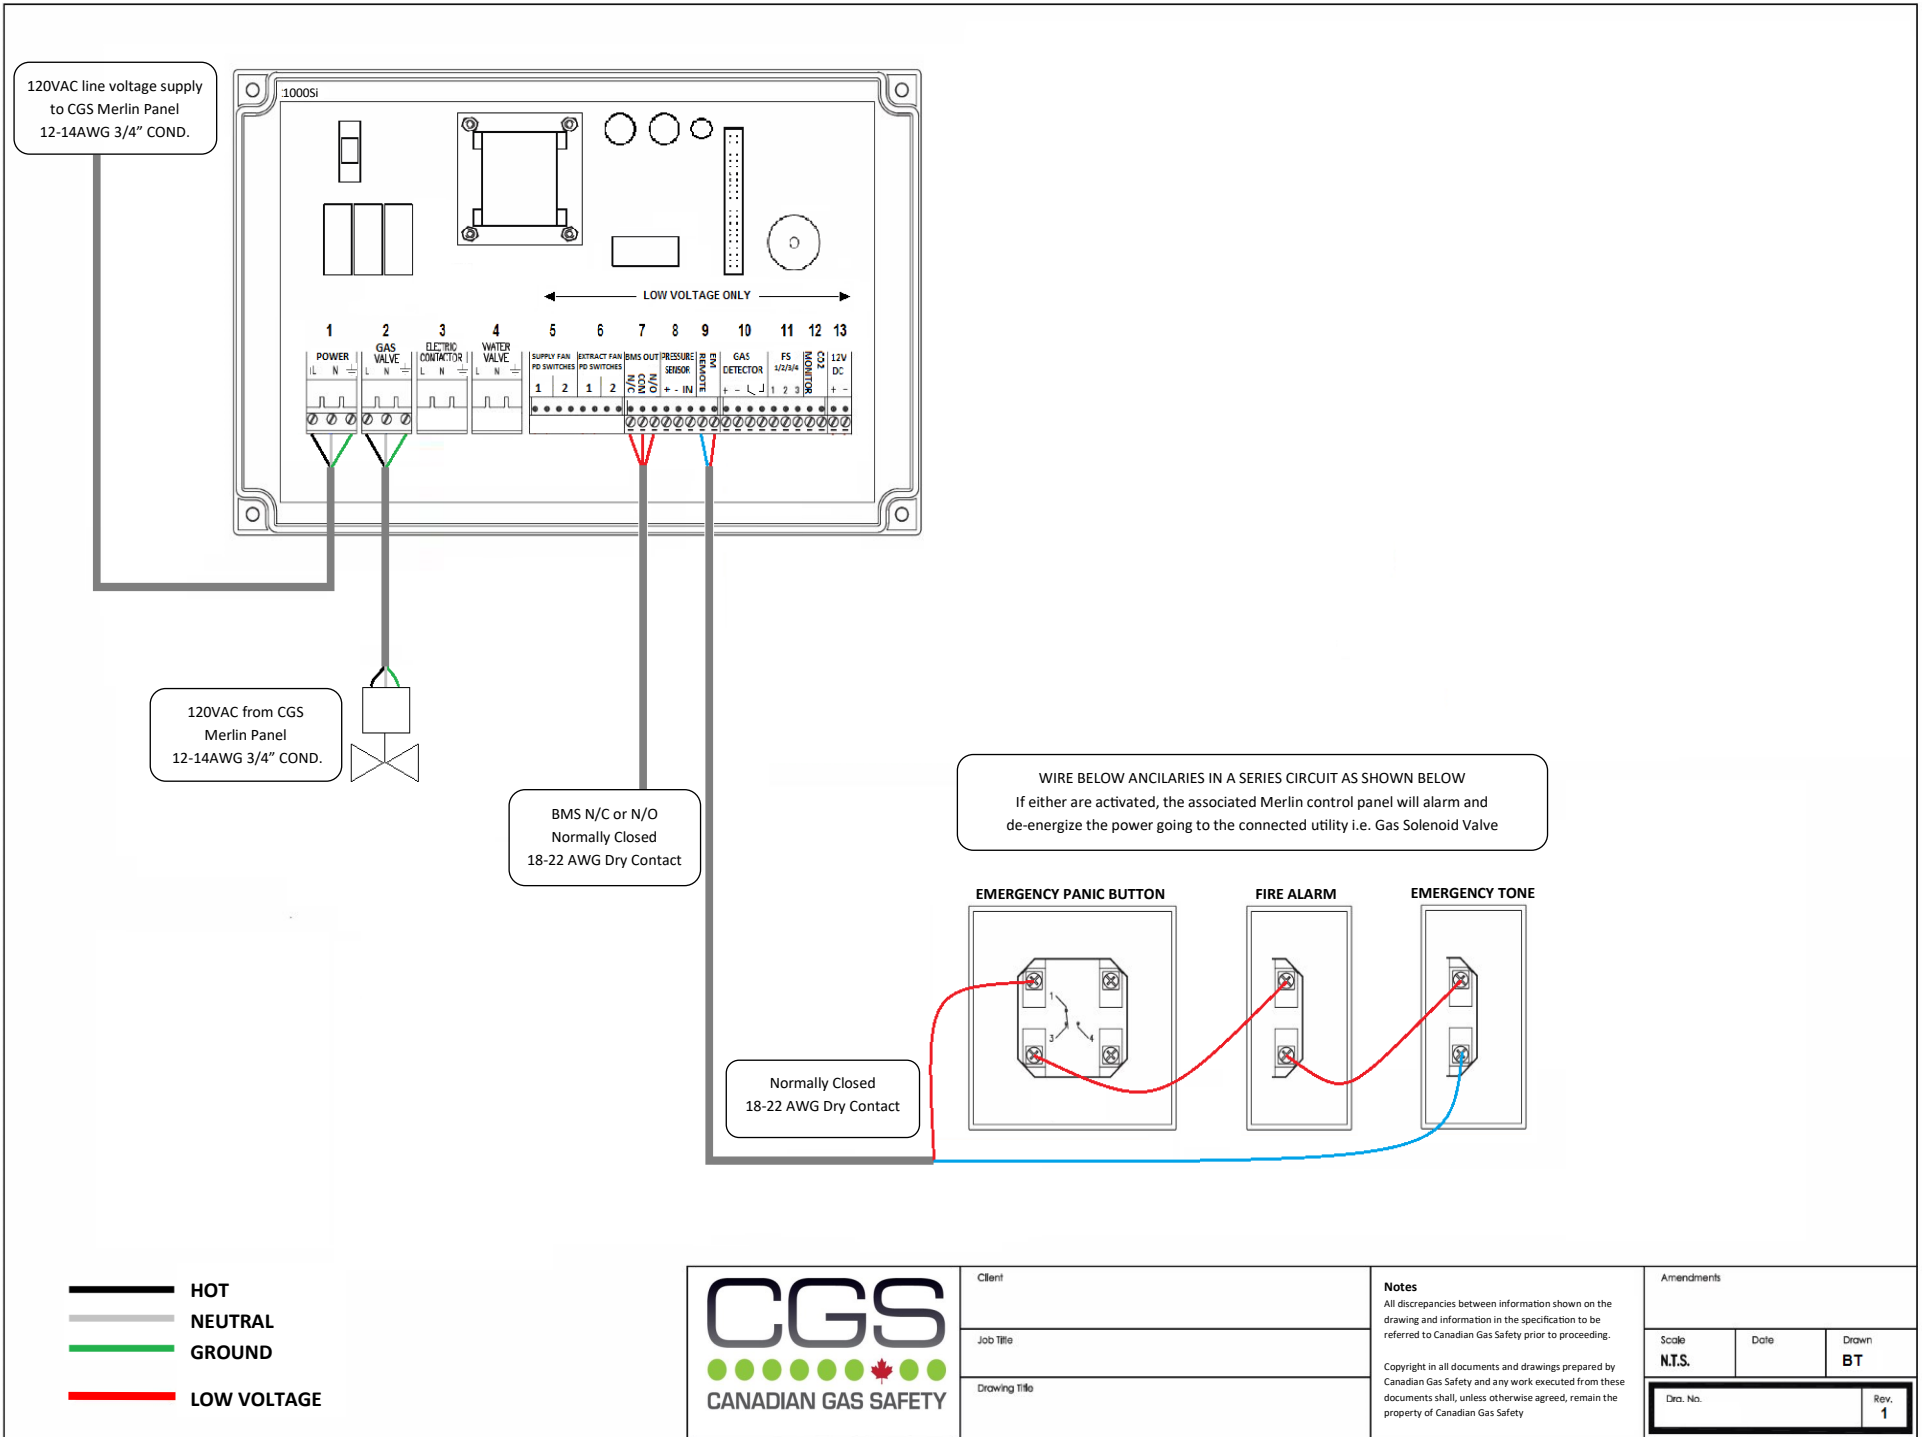 120VAC line voltage supply
to CGS Merlin Panel
12-14AWG 3/4” COND.
1000Si
LOW VOLTAGE ONLY
1 2 3 4 5 6 7 8 9 10 11 12 13
POWER
L N
GAS
VALVE
L N
ELECTRIC
CONTACTOR
L N
WATER
VALVE
L N
SUPPLY FAN
PD SWITCHES
1 2
EXTRACT FAN
PD SWITCHES
1 2
BMS OUT
N/C
COM
N/O
PRESSURE
SENSOR
+ - IN
REMOTE
EM
GAS
DETECTOR
+ -
FS
1/2/3/4
1 2 3
MONITOR
CO2
12V
DC
+ -
120VAC from CGS
Merlin Panel
12-14AWG 3/4” COND.
BMS N/C or N/O
Normally Closed
18-22 AWG Dry Contact
WIRE BELOW ANCILARIES IN A SERIES CIRCUIT AS SHOWN BELOW
If either are activated, the associated Merlin control panel will alarm and
de-energize the power going to the connected utility i.e. Gas Solenoid Valve
EMERGENCY PANIC BUTTON
FIRE ALARM
EMERGENCY TONE
1
3
4
Normally Closed
18-22 AWG Dry Contact
HOT
NEUTRAL
GROUND
LOW VOLTAGE
CGS
CANADIAN GAS SAFETY
Client
Job Title
Drawing Title
Notes
All discrepancies between information shown on the
drawing and information in the specification to be
referred to Canadian Gas Safety prior to proceeding.
Copyright in all documents and drawings prepared by
Canadian Gas Safety and any work executed from these
documents shall, unless otherwise agreed, remain the
property of Canadian Gas Safety
Amendments
Scale
N.T.S.
Date
Drawn
BT
Dra. No.
Rev.
1